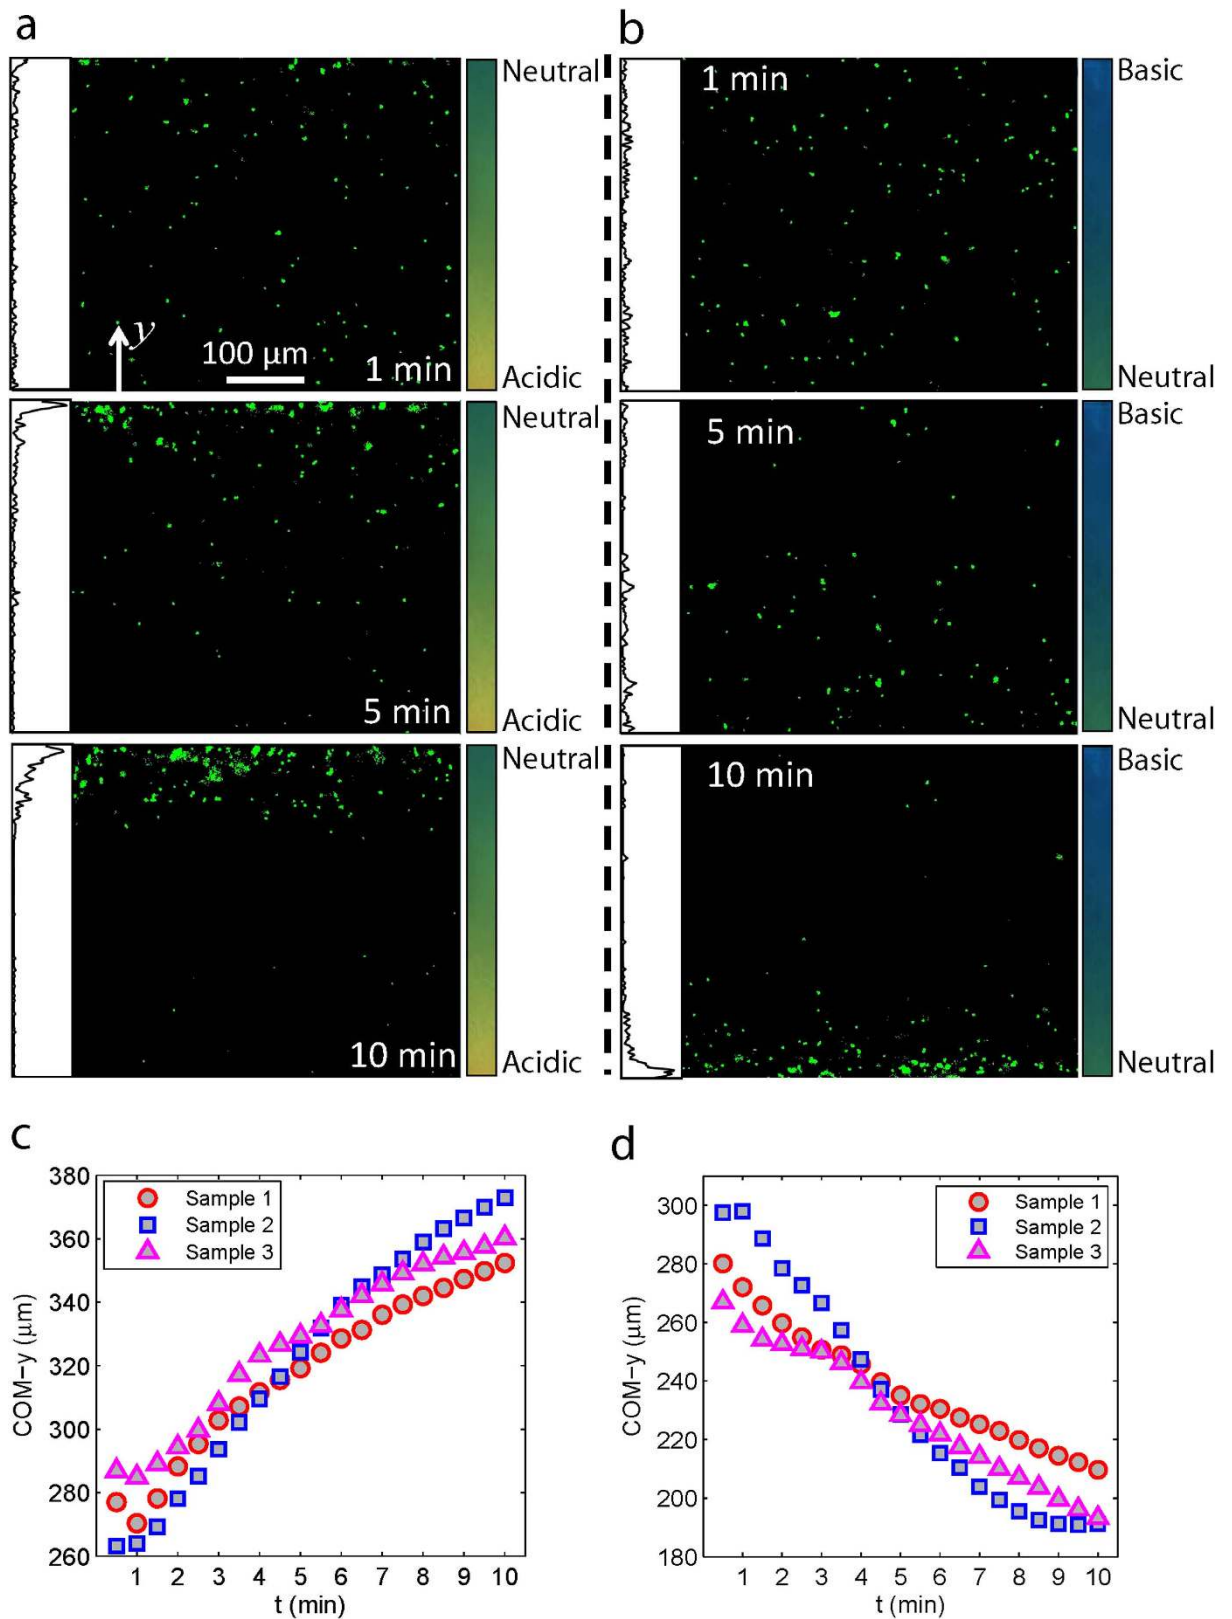 a
Neutral
y
100 µm
1 min
Acidic
Neutral
5 min
Acidic
Neutral
10 min
Acidic
b
1 min
Basic
Neutral
5 min
Basic
Neutral
10 min
Basic
Neutral
c
380
360
340
320
300
280
260
COM-y (µm)
Sample 1
Sample 2
Sample 3
1 2 3 4 5 6 7 8 9 10
t (min)
d
300
280
260
240
220
200
180
COM-y (µm)
Sample 1
Sample 2
Sample 3
1 2 3 4 5 6 7 8 9 10
t (min)